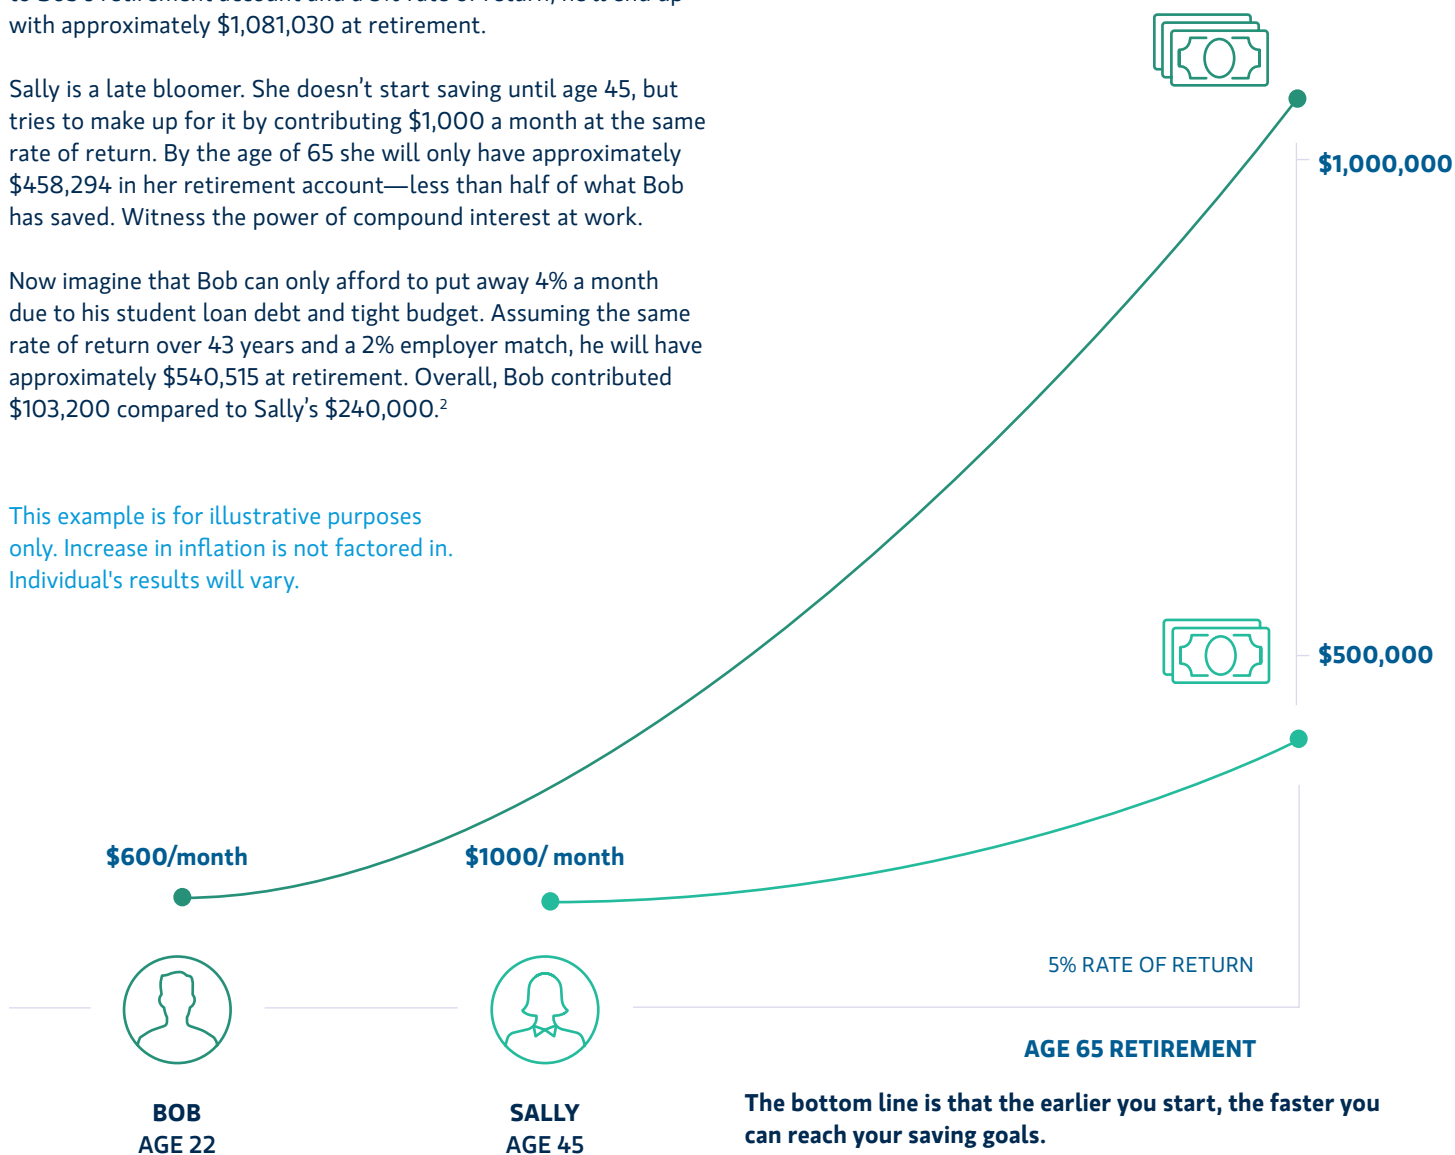 with approximately $1,081,030 at retirement.
Sally is a late bloomer. She doesn’t start saving until age 45, but
tries to make up for it by contributing $1,000 a month at the same
rate of return. By the age of 65 she will only have approximately
$458,294 in her retirement account—less than half of what Bob
has saved. Witness the power of compound interest at work.
Now imagine that Bob can only afford to put away 4% a month
due to his student loan debt and tight budget. Assuming the same
rate of return over 43 years and a 2% employer match, he will have
approximately $540,515 at retirement. Overall, Bob contributed
$103,200 compared to Sally’s $240,000.²
This example is for illustrative purposes
only. Increase in inflation is not factored in.
Individual's results will vary.
$1,000,000
$500,000
$600/month
$1000/ month
5% RATE OF RETURN
AGE 65 RETIREMENT
BOB
AGE 22
SALLY
AGE 45
The bottom line is that the earlier you start, the faster you
can reach your saving goals.